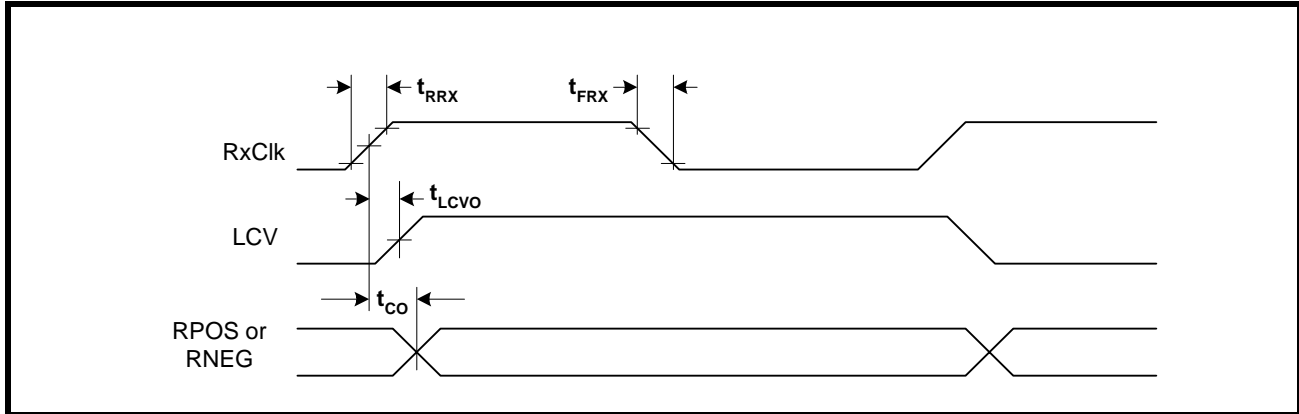 tRRX
tFRX
RxClk
tLCVO
LCV
tCO
RPOS or
RNEG